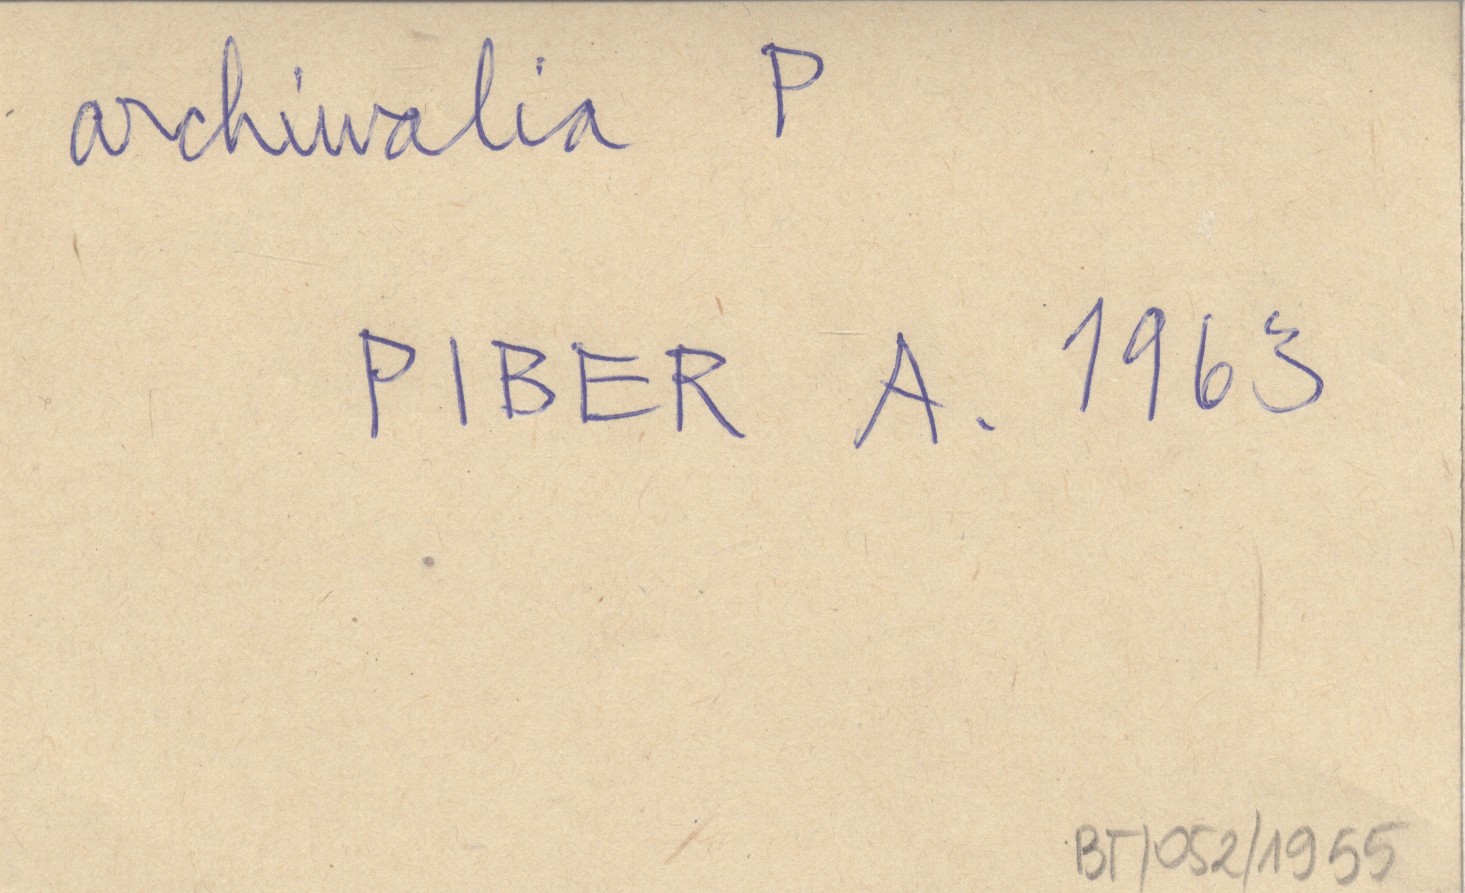 archiwalia P
PIBER A. 1963
BT/052/1955